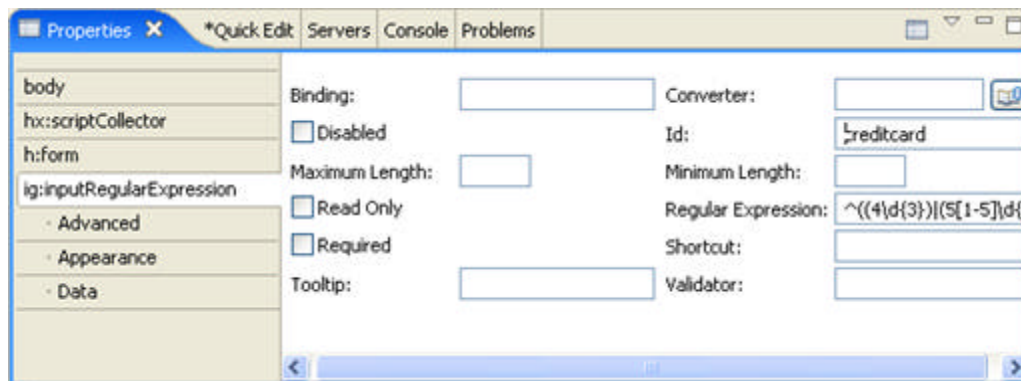 Properties *Quick Edit Servers Console Problems
body
hx:scriptCollector
h:form
ig:inputRegularExpression
Advanced
Appearance
Data
Binding: Converter:
Disabled Id: creditcard
Maximum Length: Minimum Length:
Read Only Regular Expression: ^((4\d{3})|(5[1-5]\d{
Required Shortcut:
Tooltip: Validator: